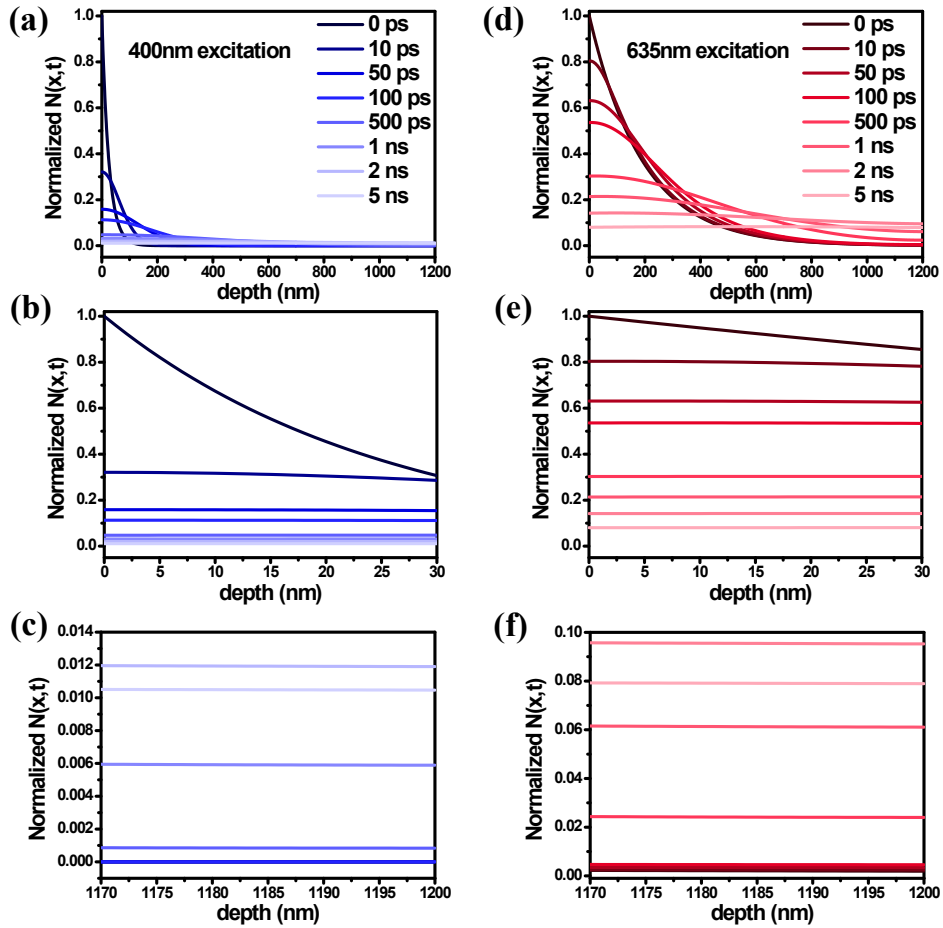 (a)
400nm excitation
0 ps
10 ps
50 ps
100 ps
500 ps
1 ns
2 ns
5 ns
Normalized N(x,t)
1.0
0.8
0.6
0.4
0.2
0.0
0 200 400 600 800 1000 1200
depth (nm)
(d)
635nm excitation
0 ps
10 ps
50 ps
100 ps
500 ps
1 ns
2 ns
5 ns
Normalized N(x,t)
1.0
0.8
0.6
0.4
0.2
0.0
0 200 400 600 800 1000 1200
depth (nm)
(b)
Normalized N(x,t)
1.0
0.8
0.6
0.4
0.2
0.0
0 5 10 15 20 25 30
depth (nm)
(e)
Normalized N(x,t)
1.0
0.8
0.6
0.4
0.2
0.0
0 5 10 15 20 25 30
depth (nm)
(c)
Normalized N(x,t)
0.014
0.012
0.010
0.008
0.006
0.004
0.002
0.000
1170 1175 1180 1185 1190 1195 1200
depth (nm)
(f)
Normalized N(x,t)
0.10
0.08
0.06
0.04
0.02
0.00
1170 1175 1180 1185 1190 1195 1200
depth (nm)